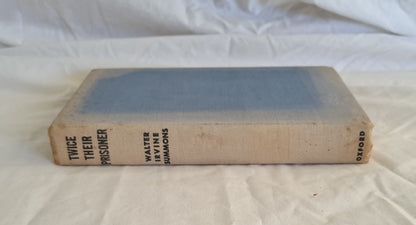 TWICE
THEIR
PRISONER
WALTER
IRVINE
SUMMONS
OXFORD